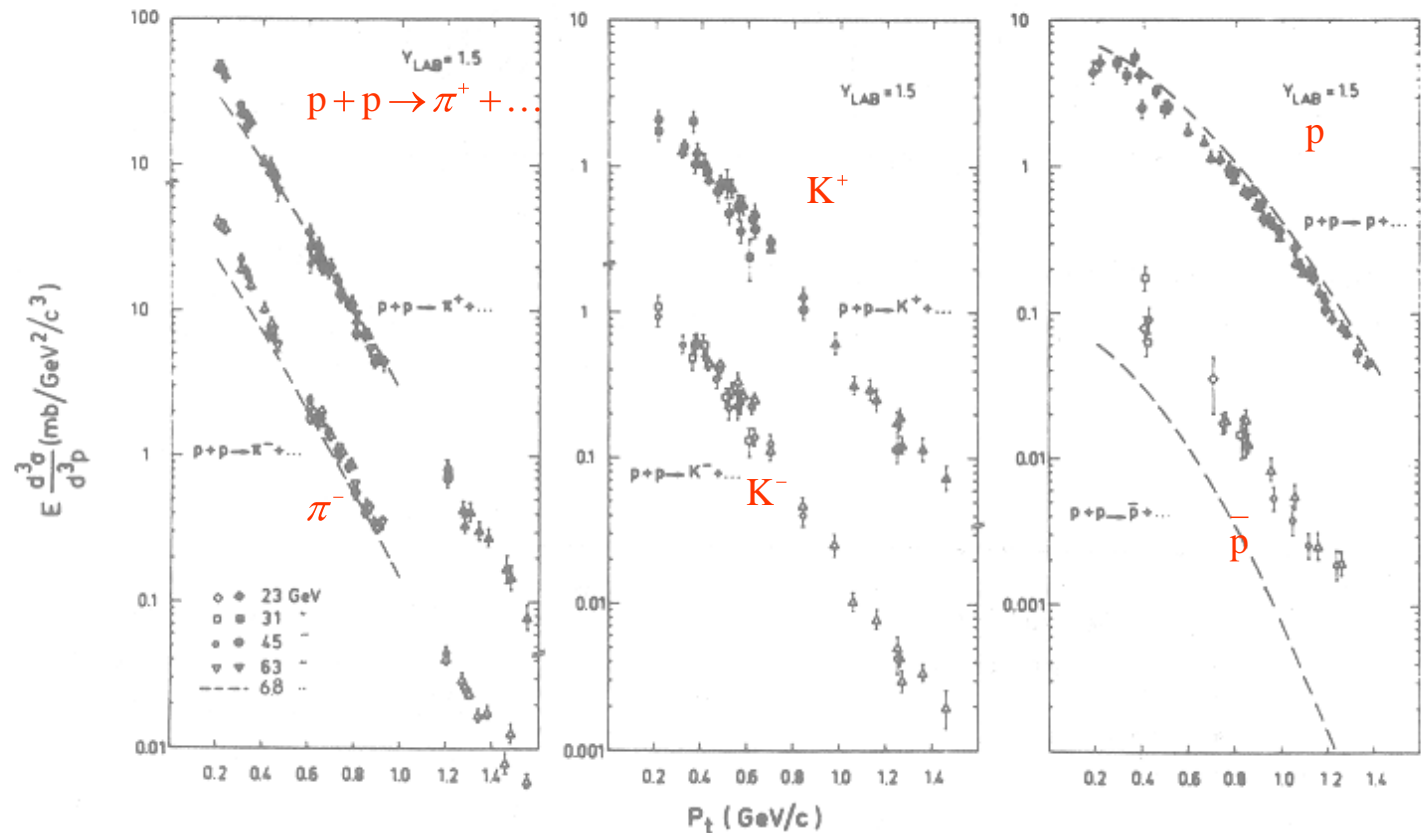 E d³σ/d³p (mb/GeV²/c³)
100
10
1
10
1
0.1
0.01
Y_LAB = 1.5
p + p → π⁺ + …
p+p → π⁺+...
p+p → π⁻+...
π⁻
23 GeV
31 "
45 "
63 "
68 ..
0.2 0.4 0.6 0.8 1.0 1.2 1.4
10
1
0.1
1
0.1
0.01
0.001
Y_LAB = 1.5
K⁺
p+p → K⁺+...
p+p → K⁻+...
K⁻
0.2 0.4 0.6 0.8 1.0 1.2 1.4
P_t (GeV/c)
10
1
0.1
0.01
0.001
Y_LAB = 1.5
p
p+p → p+...
p+p → p̅+...
p̅
0.2 0.4 0.6 0.8 1.0 1.2 1.4